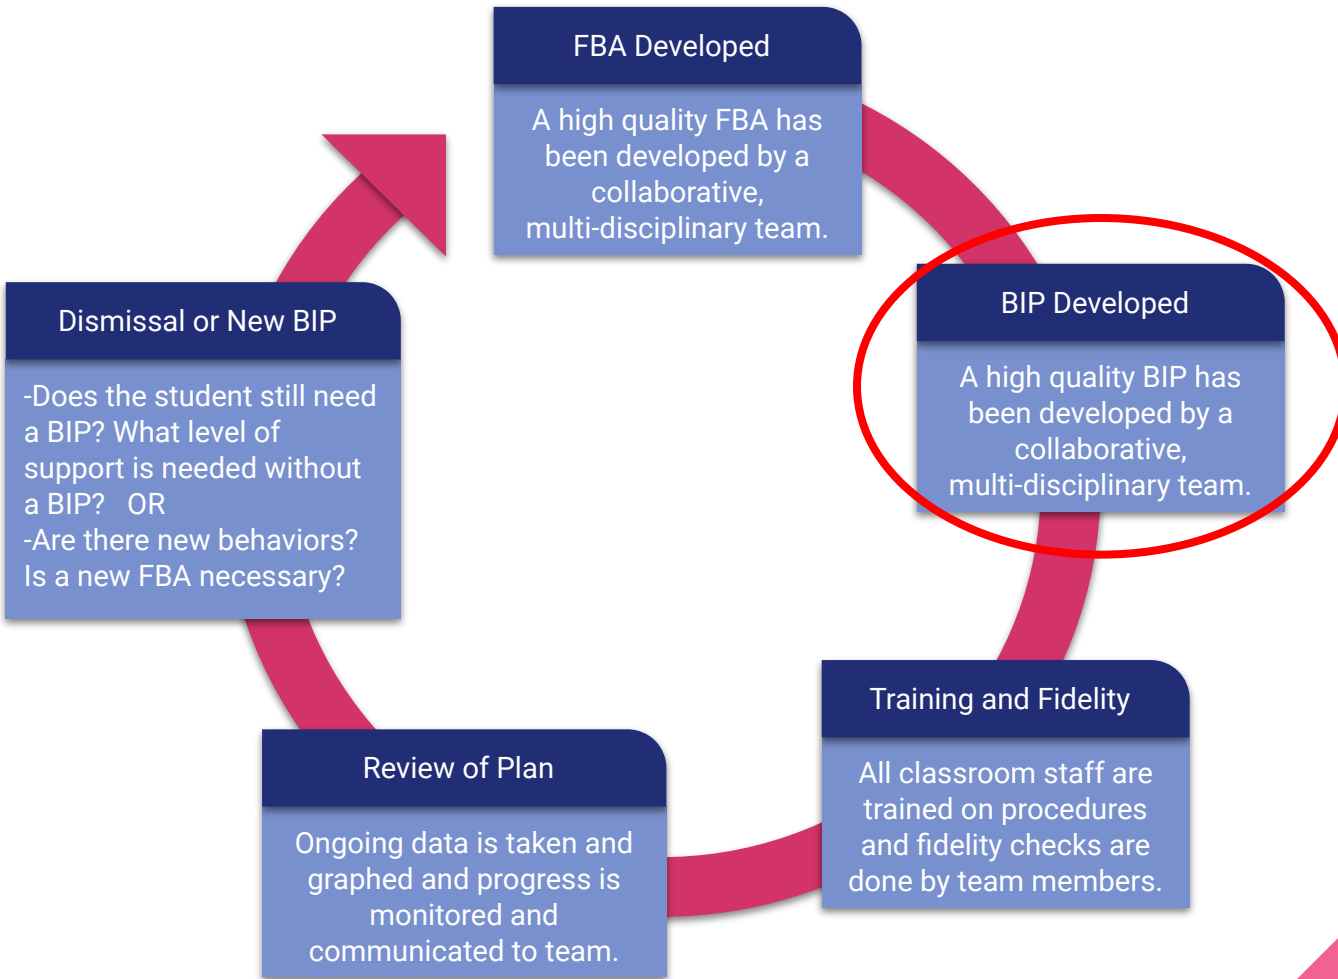 FBA Developed
A high quality FBA has
been developed by a
collaborative,
multi-disciplinary team.
BIP Developed
A high quality BIP has
been developed by a
collaborative,
multi-disciplinary team.
Training and Fidelity
All classroom staff are
trained on procedures
and fidelity checks are
done by team members.
Review of Plan
Ongoing data is taken and
graphed and progress is
monitored and
communicated to team.
Dismissal or New BIP
-Does the student still need
a BIP? What level of
support is needed without
a BIP?   OR
-Are there new behaviors?
Is a new FBA necessary?